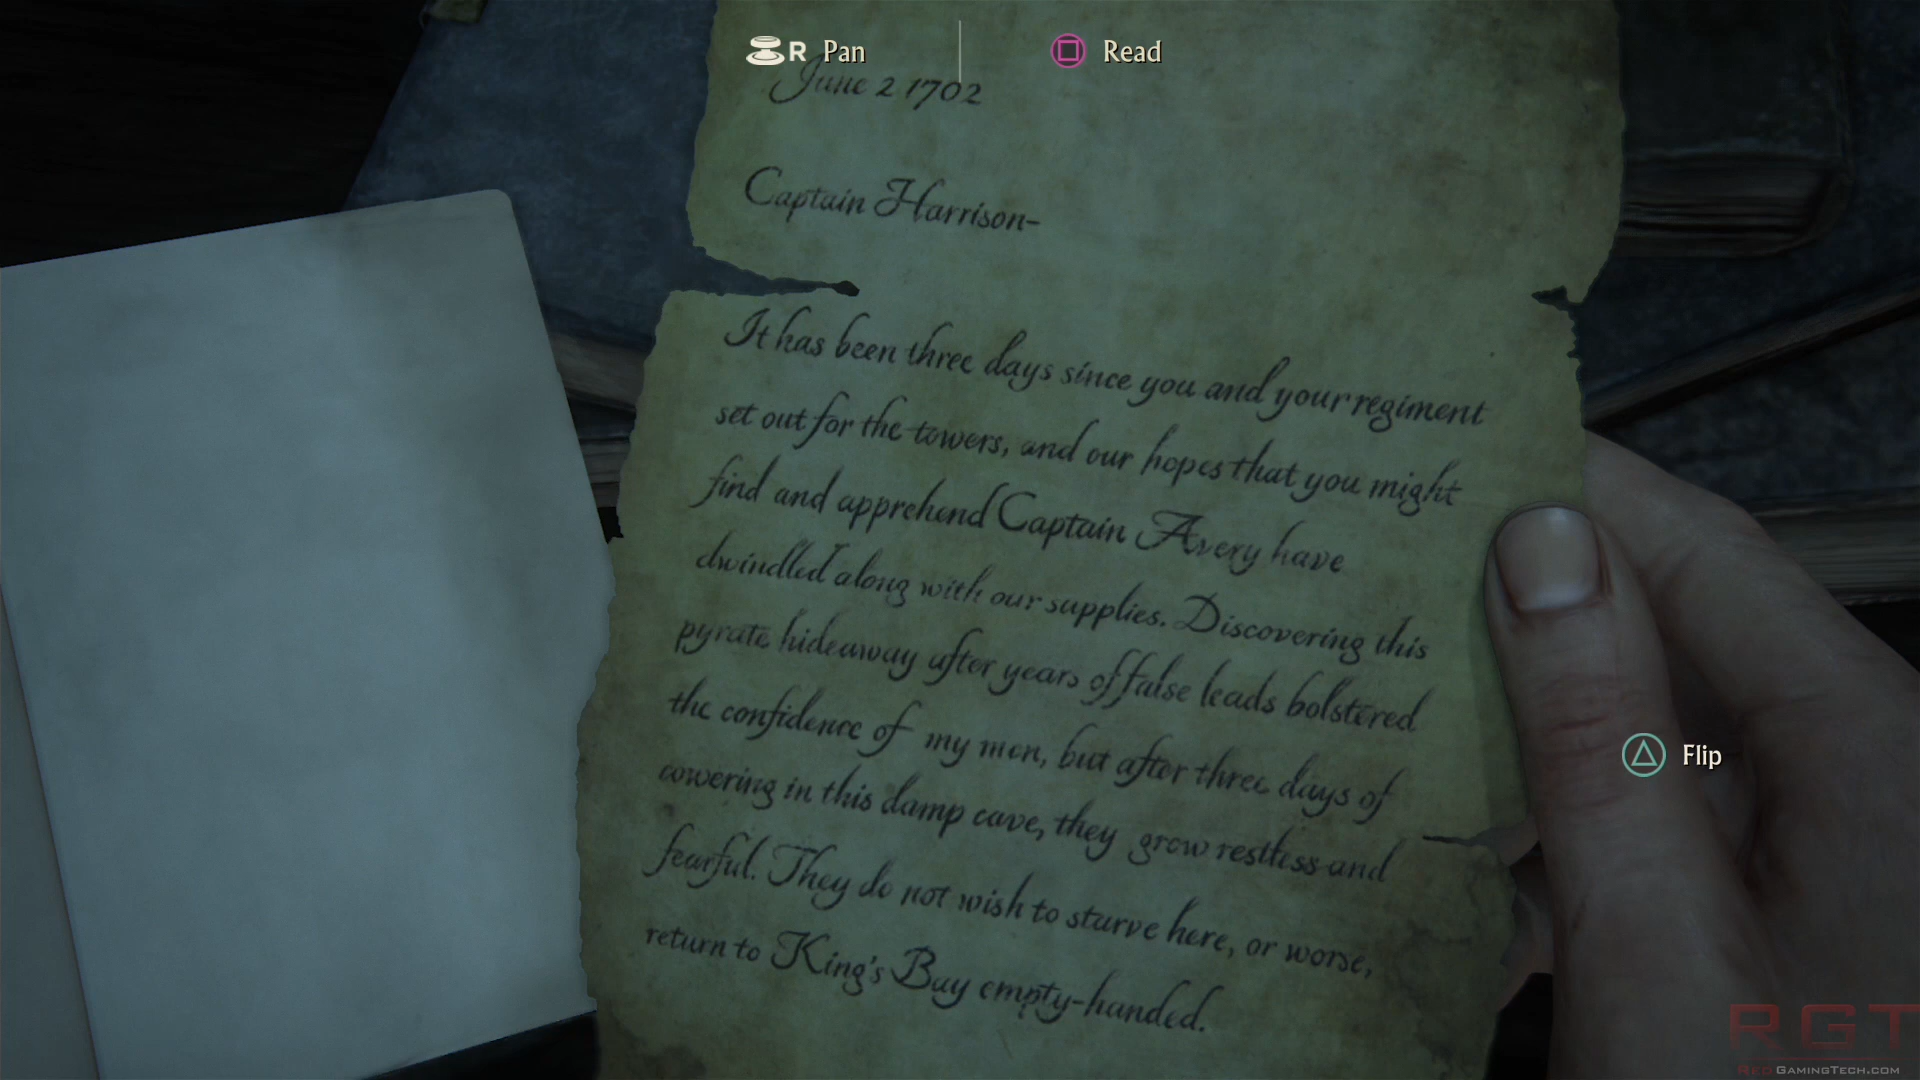 R Pan
Read
June 2 1702
Captain Harrison-
It has been three days since you and your regiment
set out for the towers, and our hopes that you might
find and apprehend Captain Avery have
dwindled along with our supplies. Discovering this
pyrate hideaway after years of false leads bolstered
the confidence of my men, but after three days of
cowering in this damp cave, they grow restless and
fearful. They do not wish to starve here, or worse,
return to King's Bay empty-handed.
Flip
RGT
REDGAMINGTECH.COM